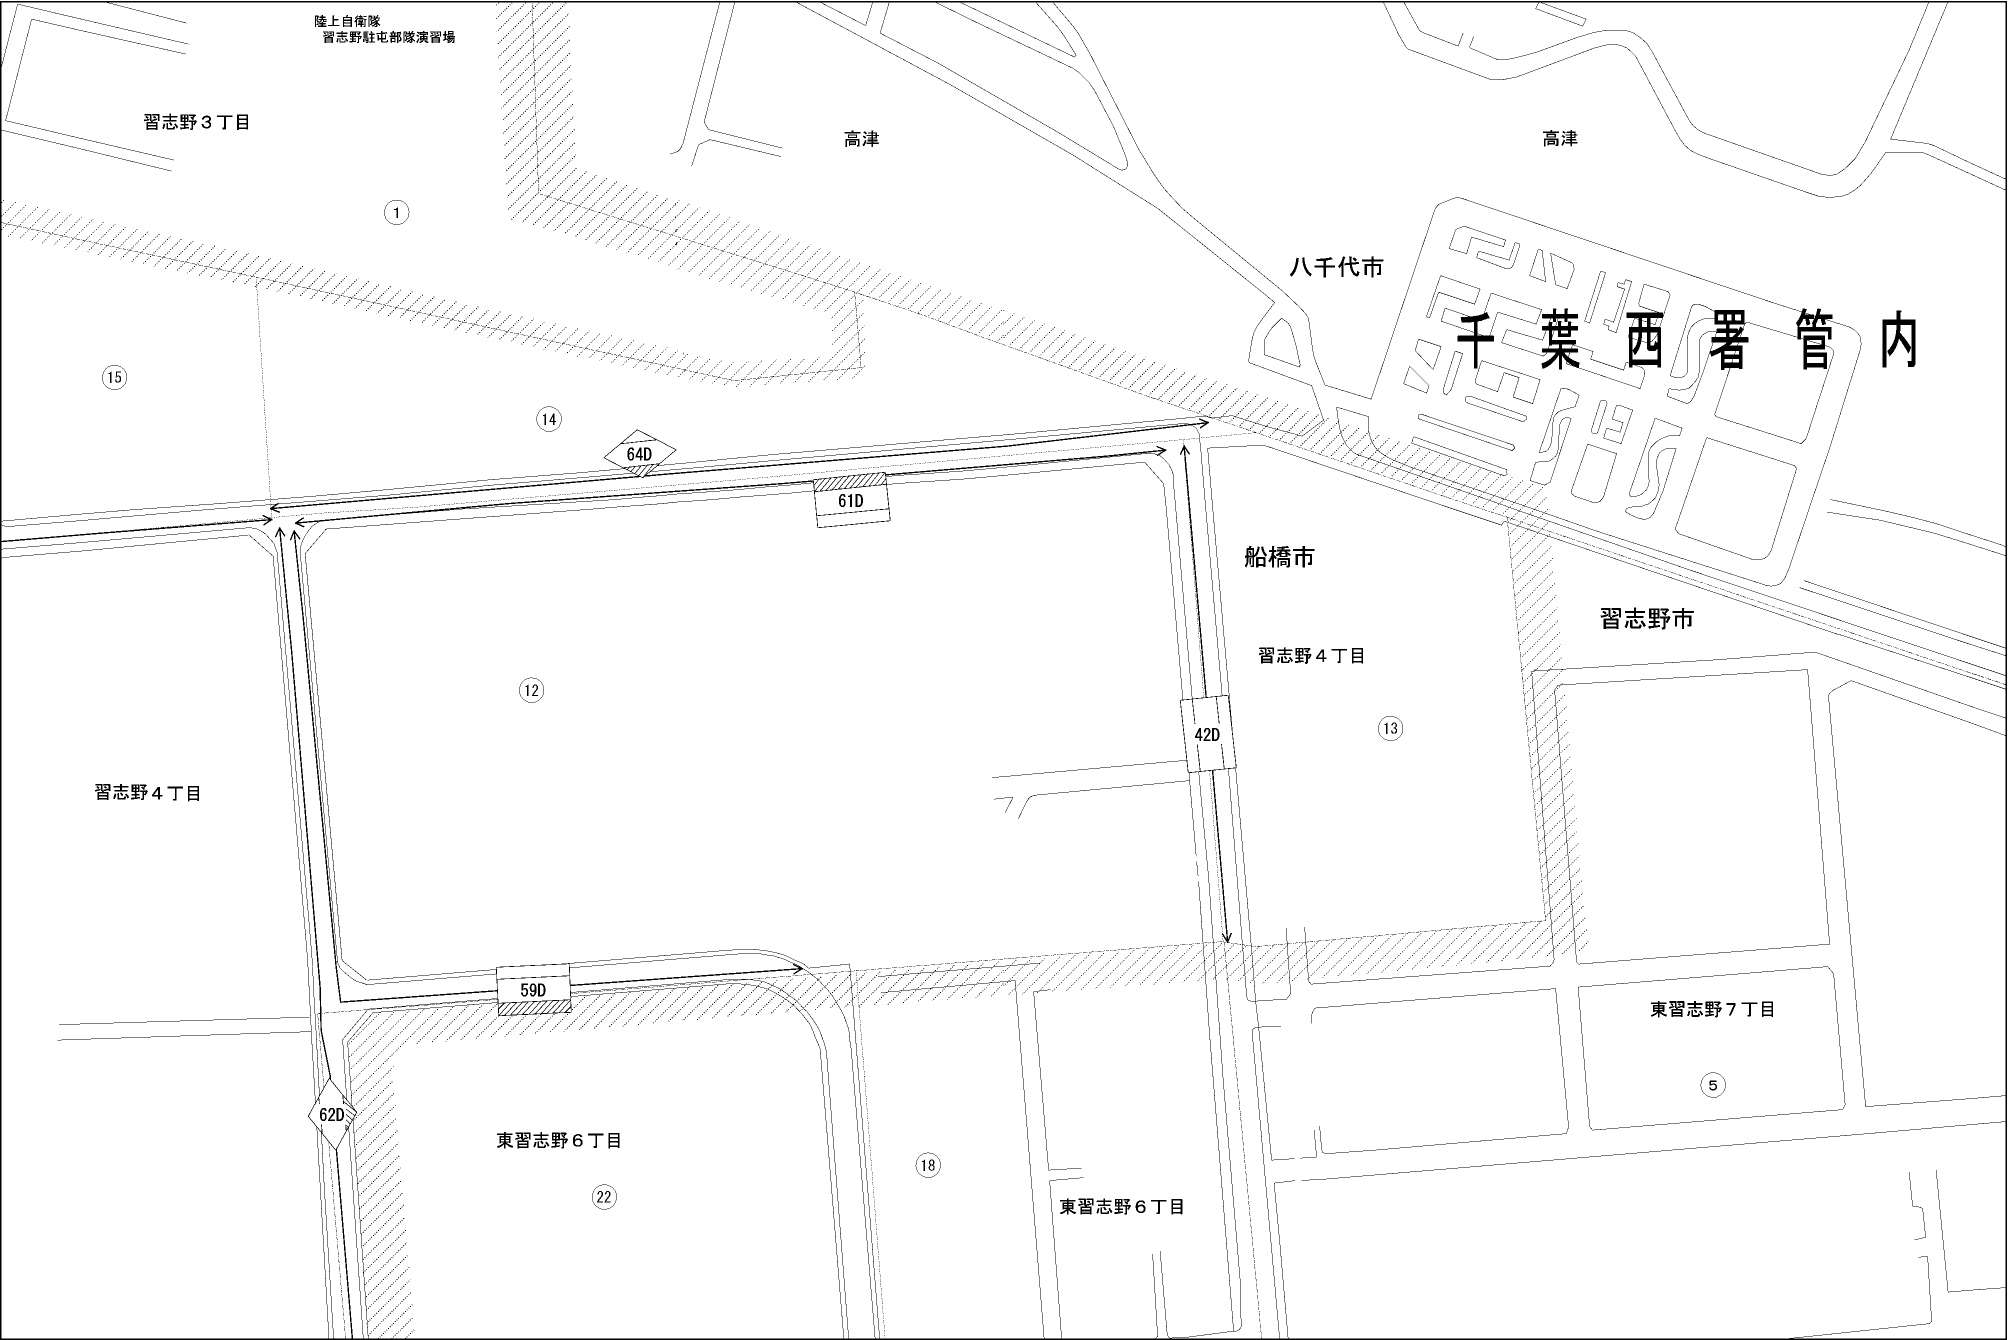 陸上自衛隊
習志野駐屯部隊演習場
習志野３丁目
高津
高津
1
八千代市
千葉西署管内
15
14
64D
61D
船橋市
習志野市
習志野４丁目
12
13
42D
習志野４丁目
59D
東習志野７丁目
5
62D
東習志野６丁目
18
22
東習志野６丁目